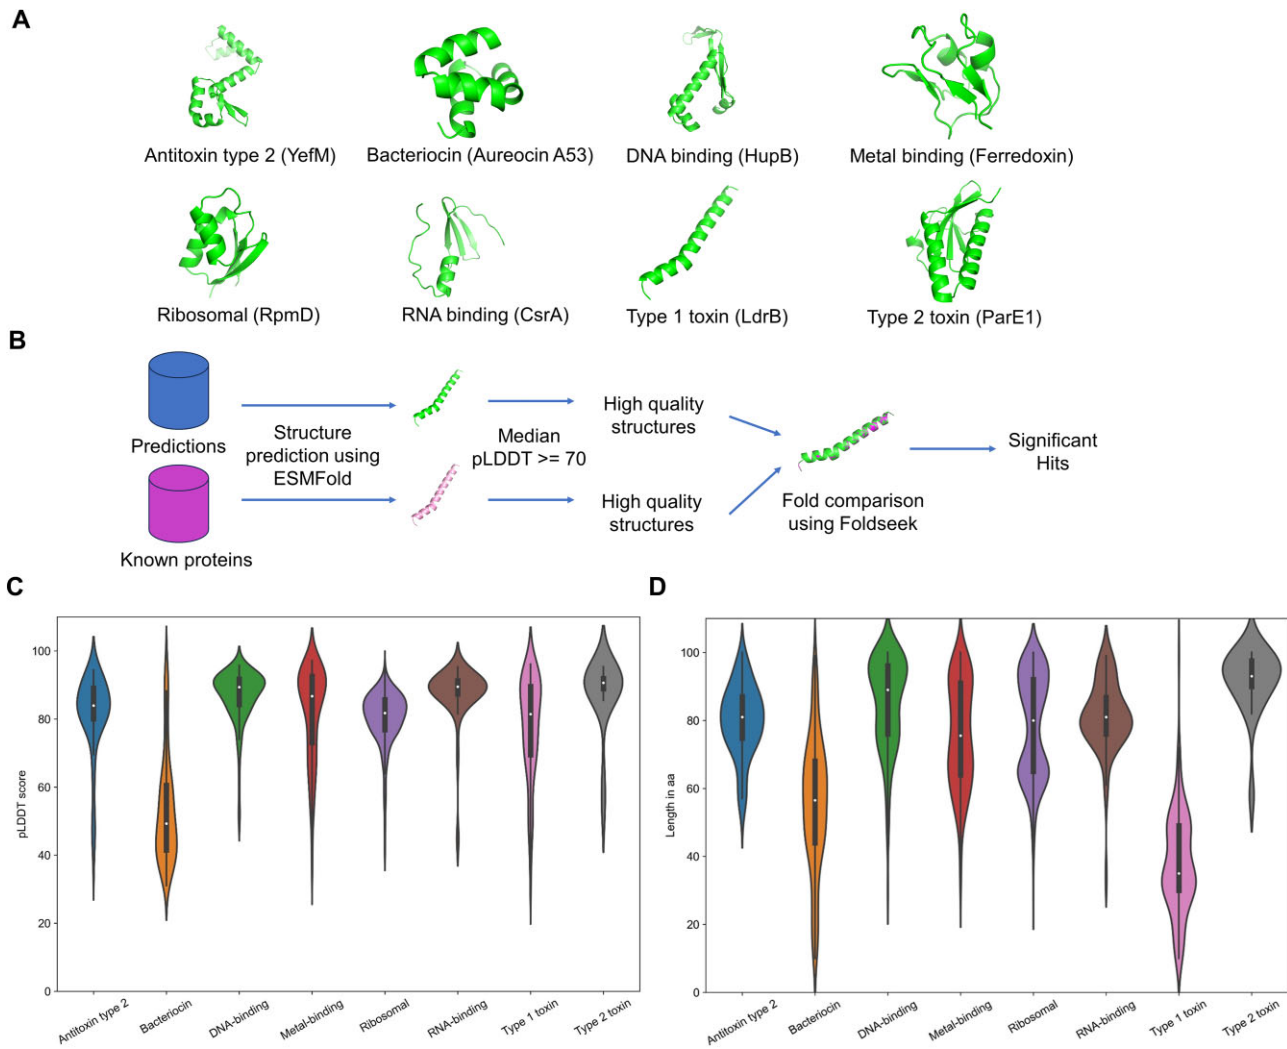 A
Antitoxin type 2 (YefM)
Bacteriocin (Aureocin A53)
DNA binding (HupB)
Metal binding (Ferredoxin)
Ribosomal (RpmD)
RNA binding (CsrA)
Type 1 toxin (LdrB)
Type 2 toxin (ParE1)
B
Predictions
Known proteins
Structure
prediction using
ESMFold
Median
pLDDT >= 70
High quality
structures
High quality
structures
Fold comparison
using Foldseek
Significant
Hits
C
pLDDT score
100
80
60
40
20
0
Antitoxin type 2
Bacteriocin
DNA-binding
Metal-binding
Ribosomal
RNA-binding
Type 1 toxin
Type 2 toxin
D
Length in aa
100
80
60
40
20
0
Antitoxin type 2
Bacteriocin
DNA-binding
Metal-binding
Ribosomal
RNA-binding
Type 1 toxin
Type 2 toxin